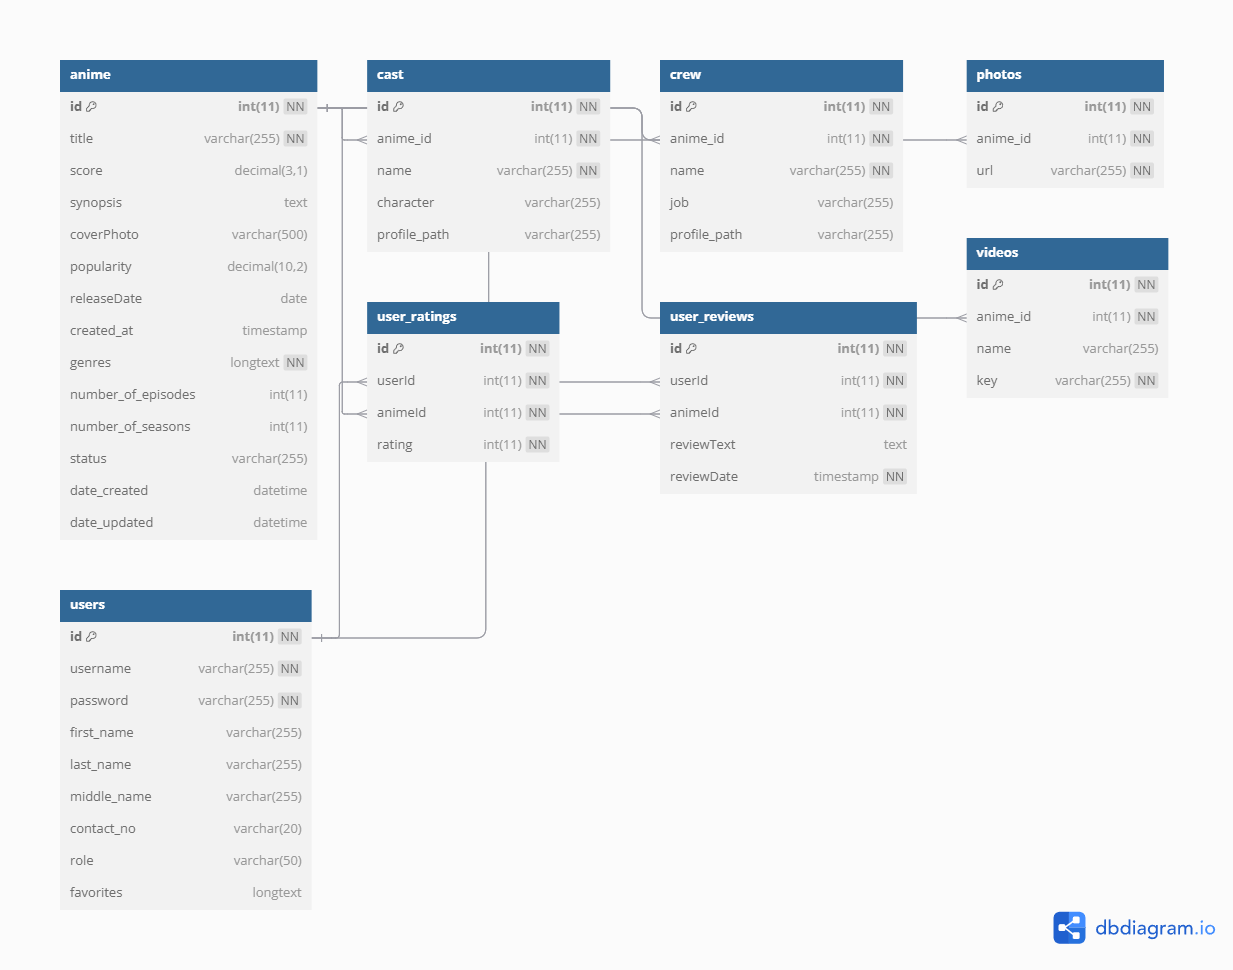 anime
id int(11) NN
title varchar(255) NN
score decimal(3,1)
synopsis text
coverPhoto varchar(500)
popularity decimal(10,2)
releaseDate date
created_at timestamp
genres longtext NN
number_of_episodes int(11)
number_of_seasons int(11)
status varchar(255)
date_created datetime
date_updated datetime
cast
id int(11) NN
anime_id int(11) NN
name varchar(255) NN
character varchar(255)
profile_path varchar(255)
crew
id int(11) NN
anime_id int(11) NN
name varchar(255) NN
job varchar(255)
profile_path varchar(255)
photos
id int(11) NN
anime_id int(11) NN
url varchar(255) NN
videos
id int(11) NN
anime_id int(11) NN
name varchar(255)
key varchar(255) NN
user_ratings
id int(11) NN
userId int(11) NN
animeId int(11) NN
rating int(11) NN
user_reviews
id int(11) NN
userId int(11) NN
animeId int(11) NN
reviewText text
reviewDate timestamp NN
users
id int(11) NN
username varchar(255) NN
password varchar(255) NN
first_name varchar(255)
last_name varchar(255)
middle_name varchar(255)
contact_no varchar(20)
role varchar(50)
favorites longtext
dbdiagram.io